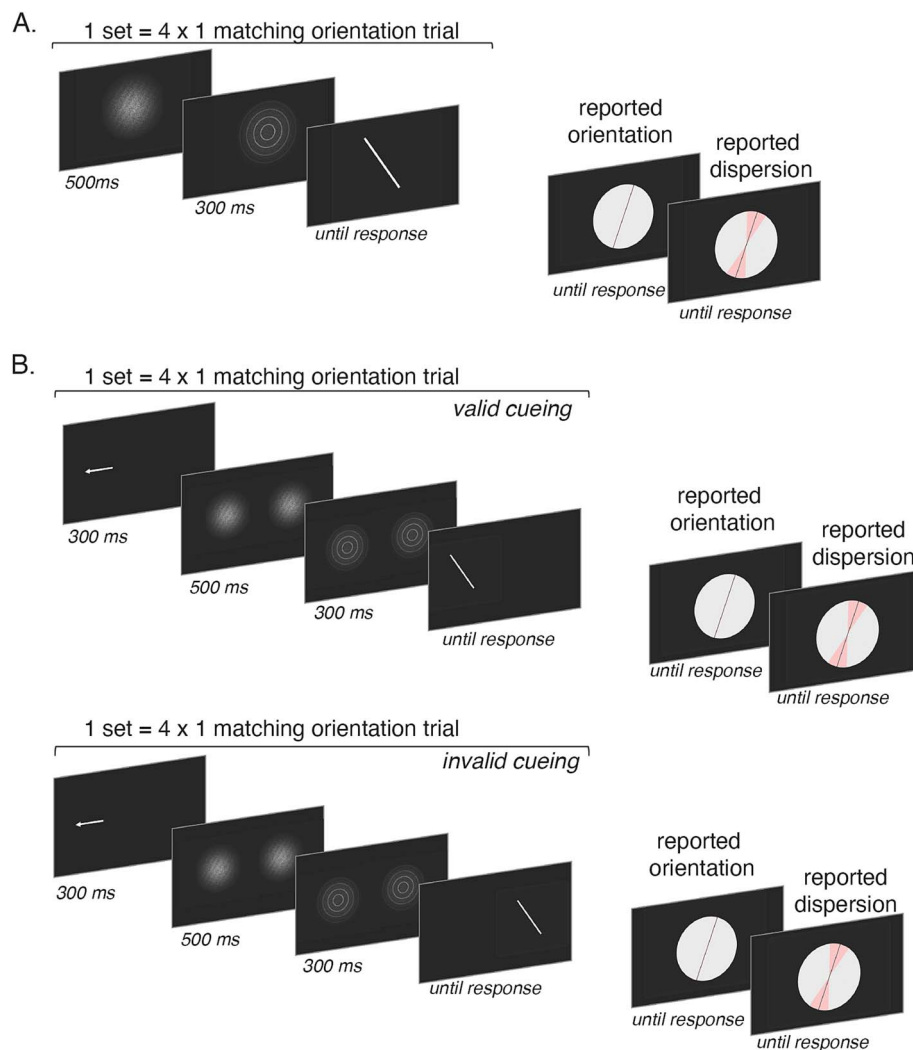 A.
1 set = 4 x 1 matching orientation trial
500ms
300 ms
until response
reported
orientation
until response
reported
dispersion
until response
B.
1 set = 4 x 1 matching orientation trial
valid cueing
300 ms
500 ms
300 ms
until response
reported
orientation
until response
reported
dispersion
until response
1 set = 4 x 1 matching orientation trial
invalid cueing
300 ms
500 ms
300 ms
until response
reported
orientation
until response
reported
dispersion
until response